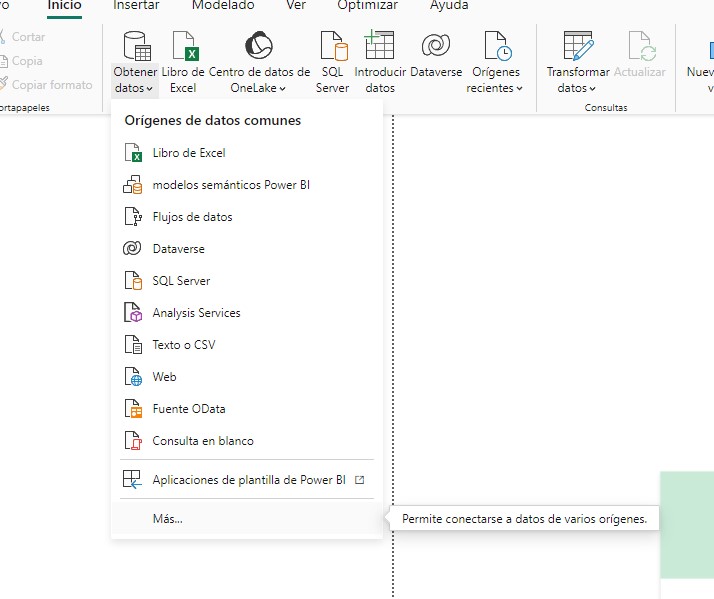 Inicio Insertar Modelado Ver Optimizar Ayuda
Cortar
Copia
Copiar formato
Obtener datos
Libro de Excel
Centro de datos de OneLake
SQL Server
Introducir datos
Dataverse
Orígenes recientes
Transformar datos
Actualizar
Consultas
Orígenes de datos comunes
Libro de Excel
modelos semánticos Power BI
Flujos de datos
Dataverse
SQL Server
Analysis Services
Texto o CSV
Web
Fuente OData
Consulta en blanco
Aplicaciones de plantilla de Power BI
Más...
Permite conectarse a datos de varios orígenes.